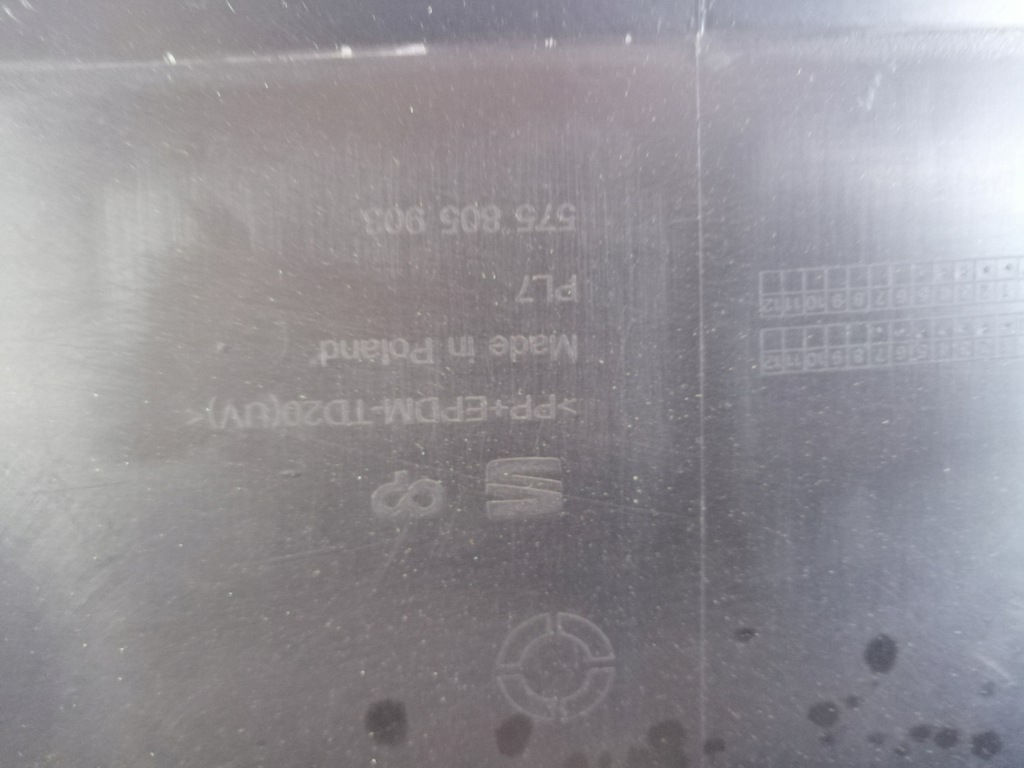 575 805 903
PL7
Made in Poland
>PP+EPDM-TD20(UV)<